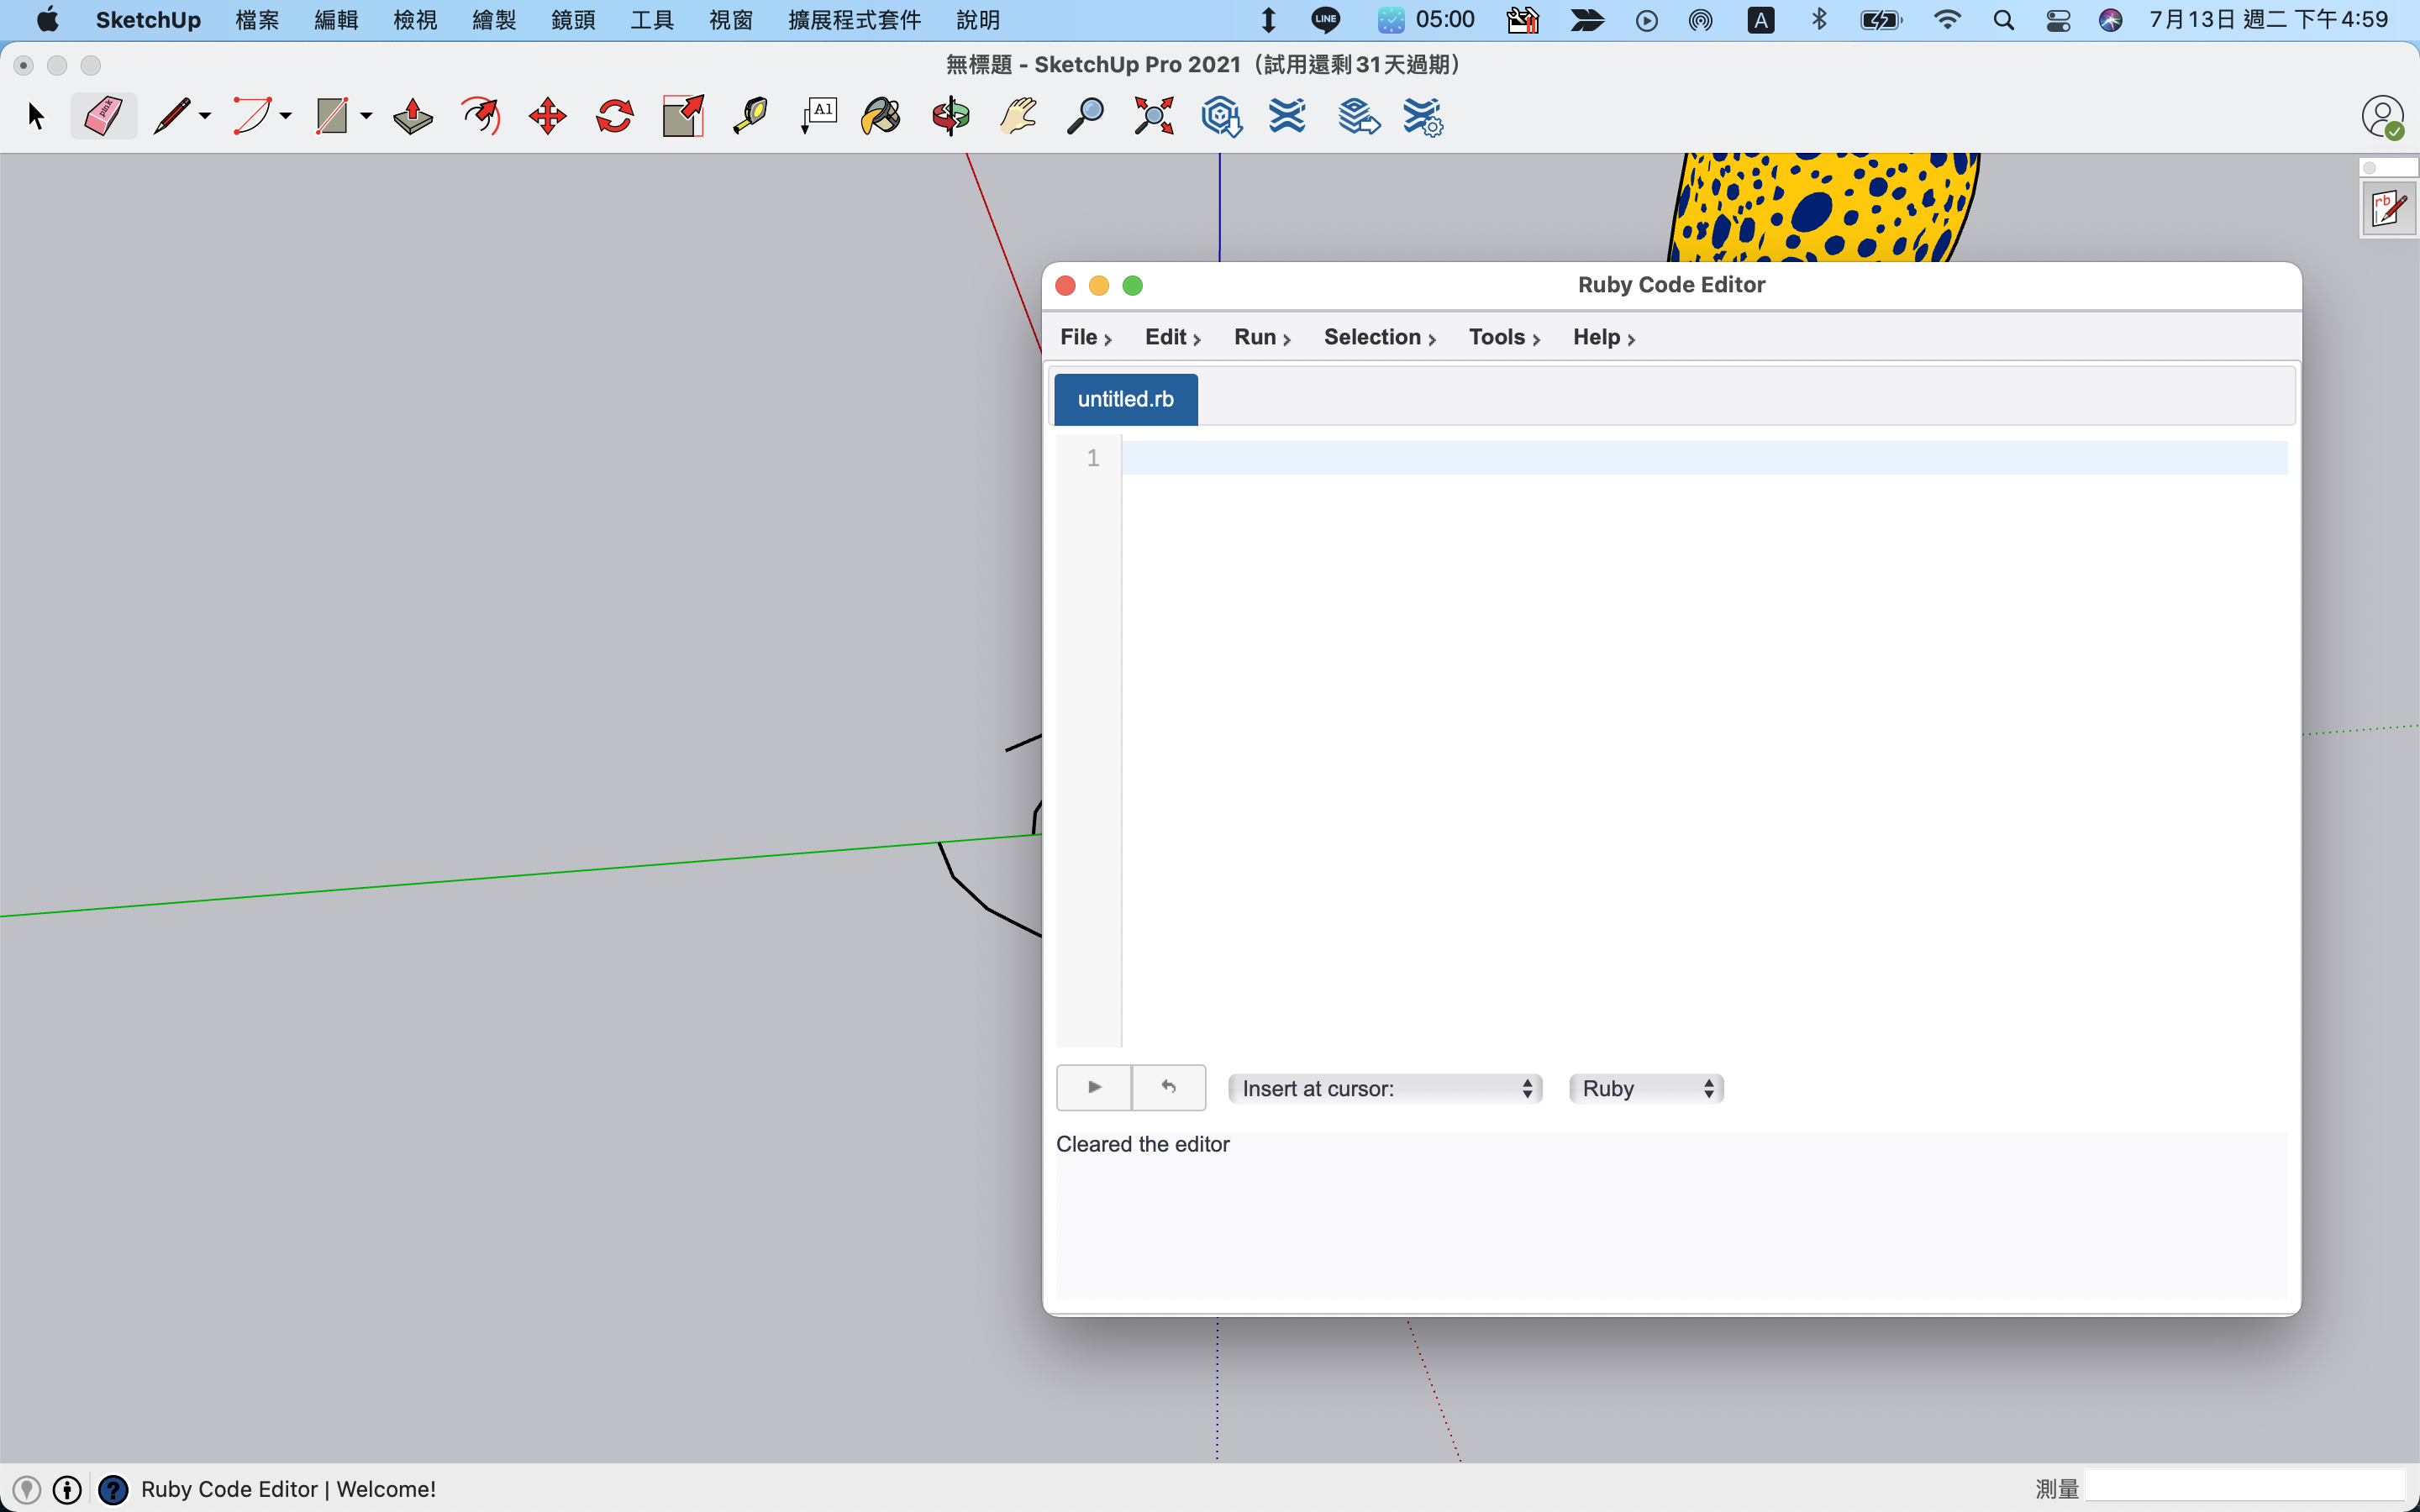 SketchUp 檔案 編輯 檢視 繪製 鏡頭 工具 視窗 擴展程式套件 說明 LINE 05:00 A 7月13日 週二 下午4:59
無標題 - SketchUp Pro 2021（試用還剩31天過期）
pink A1
rb
Ruby Code Editor
File Edit Run Selection Tools Help
untitled.rb
1
Insert at cursor: Ruby
Cleared the editor
Ruby Code Editor | Welcome! 測量